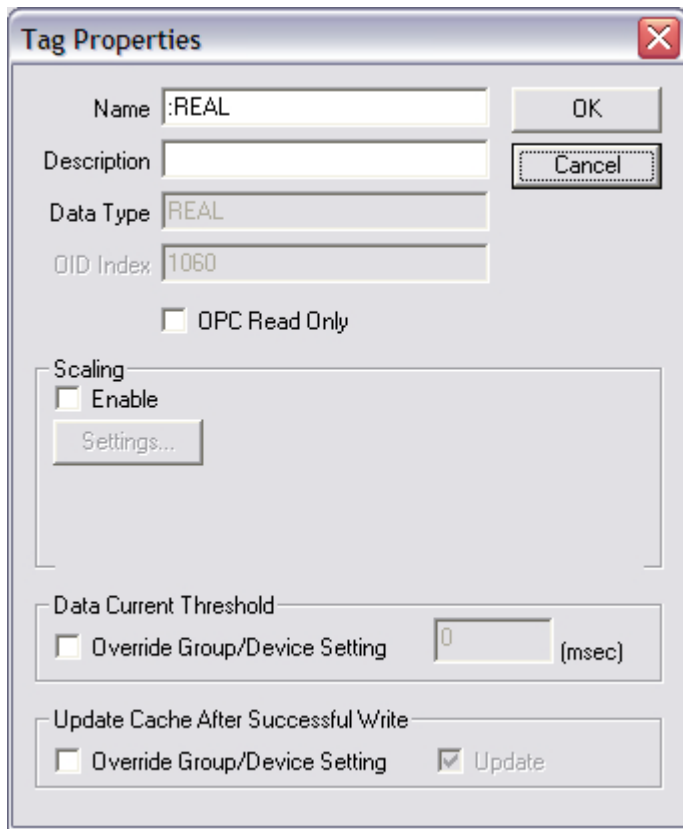 Tag Properties
Name :REAL OK
Description Cancel
Data Type REAL
OID Index 1060
OPC Read Only
Scaling
Enable
Settings...
Data Current Threshold
Override Group/Device Setting 0 (msec)
Update Cache After Successful Write
Override Group/Device Setting Update